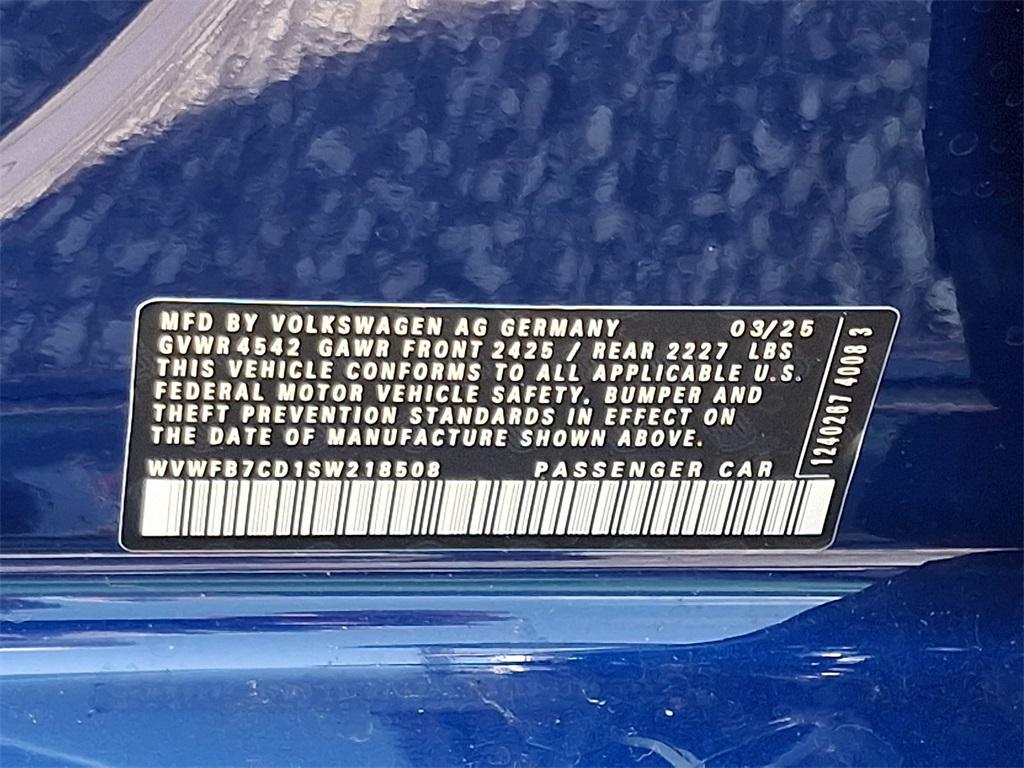 MFD BY VOLKSWAGEN AG GERMANY 03/25
GVWR 4542 GAWR FRONT 2425 / REAR 2227 LBS
THIS VEHICLE CONFORMS TO ALL APPLICABLE U.S.
FEDERAL MOTOR VEHICLE SAFETY, BUMPER AND
THEFT PREVENTION STANDARDS IN EFFECT ON
THE DATE OF MANUFACTURE SHOWN ABOVE.
WVWFB7CD1SW218508 PASSENGER CAR
1240267 4008 3